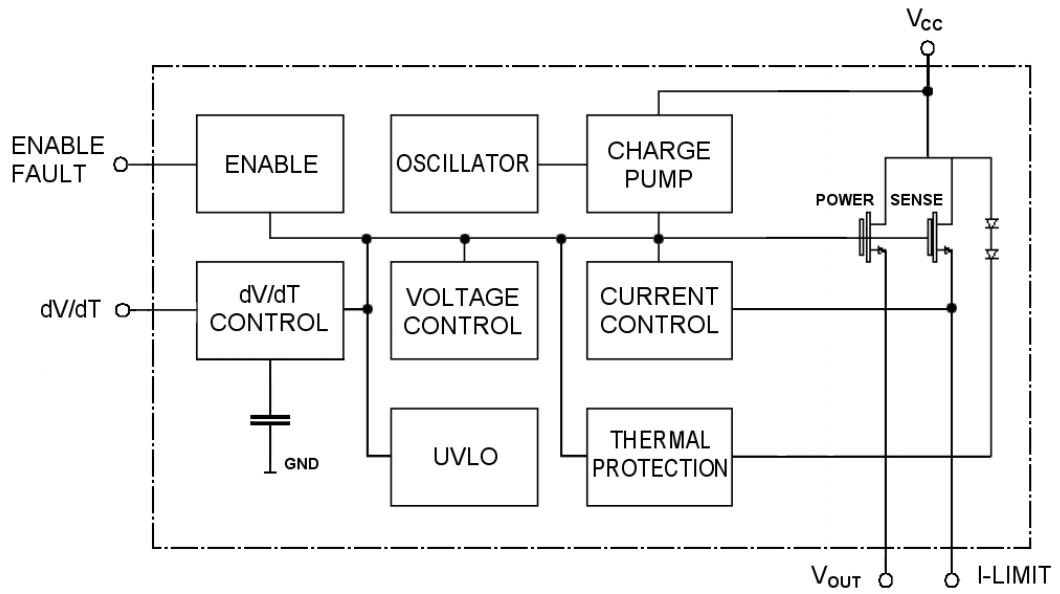 VCC
ENABLE
FAULT
ENABLE
OSCILLATOR
CHARGE
PUMP
POWER
SENSE
dV/dT
dV/dT
CONTROL
VOLTAGE
CONTROL
CURRENT
CONTROL
GND
UVLO
THERMAL
PROTECTION
VOUT
I-LIMIT